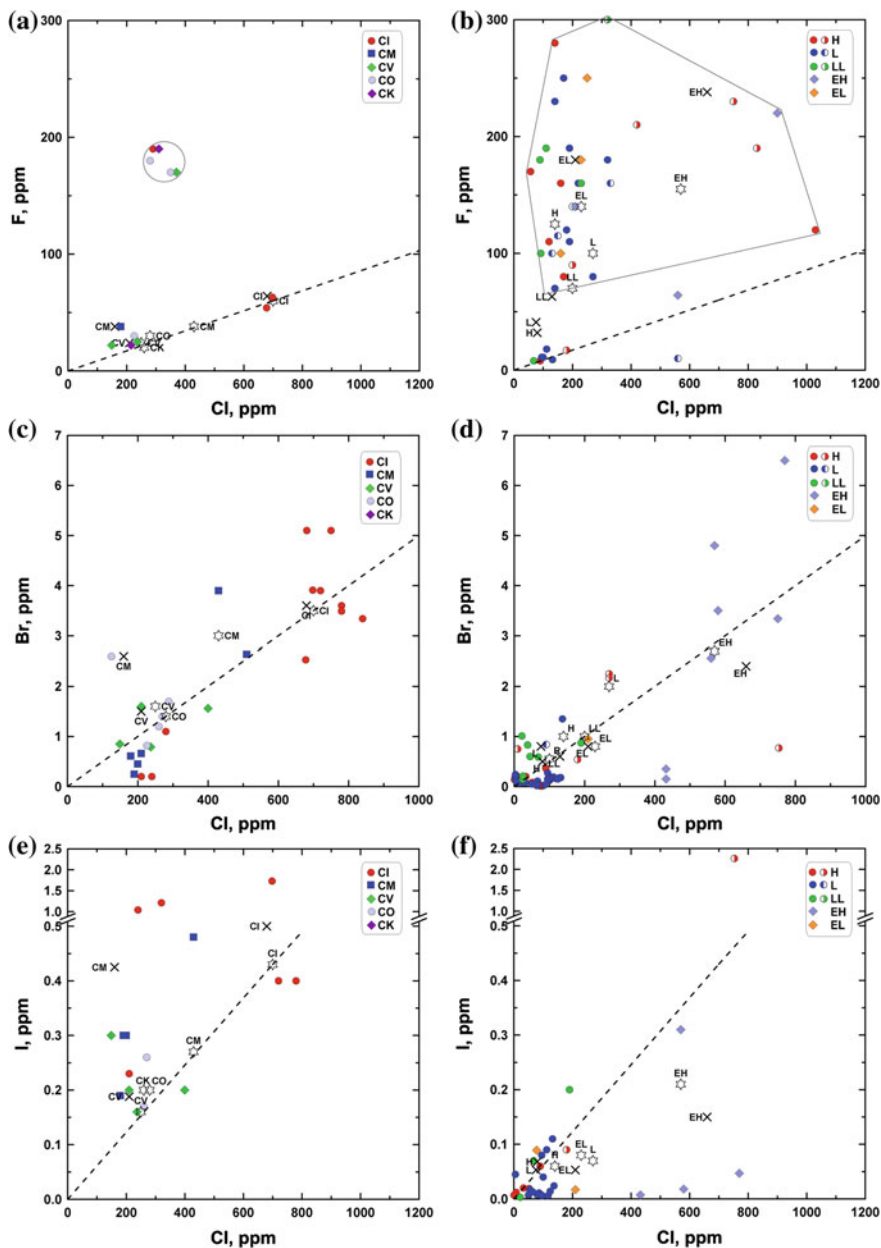 (a)
300
200
100
0
F, ppm
CI
CM
CV
CO
CK
CI
CI
CM
CM
CO
CV
CK
0 200 400 600 800 1000 1200
Cl, ppm
(b)
300
200
100
0
F, ppm
H
L
LL
EH
EL
EH
EL
EH
EL
H
L
LL
LL
L
H
0 200 400 600 800 1000 1200
Cl, ppm
(c)
7
6
5
4
3
2
1
0
Br, ppm
CI
CM
CV
CO
CK
CI
CI
CM
CM
CV
CV
CO
0 200 400 600 800 1000
Cl, ppm
(d)
7
6
5
4
3
2
1
0
Br, ppm
H
L
LL
EH
EL
EH
EH
L
H
LL
EL
EL
L
R
H
LL
0 200 400 600 800 1000
Cl, ppm
(e)
2.5
2.0
1.5
1.0
0.5
0.4
0.3
0.2
0.1
0.0
I, ppm
CI
CM
CV
CO
CK
CI
CI
CM
CM
CK CO
CV
CV
0 200 400 600 800 1000 1200
Cl, ppm
(f)
2.5
2.0
1.5
1.0
0.5
0.4
0.3
0.2
0.1
0.0
I, ppm
H
L
LL
EH
EL
EH
EH
EL
L
H
EL
H
L
0 200 400 600 800 1000 1200
Cl, ppm